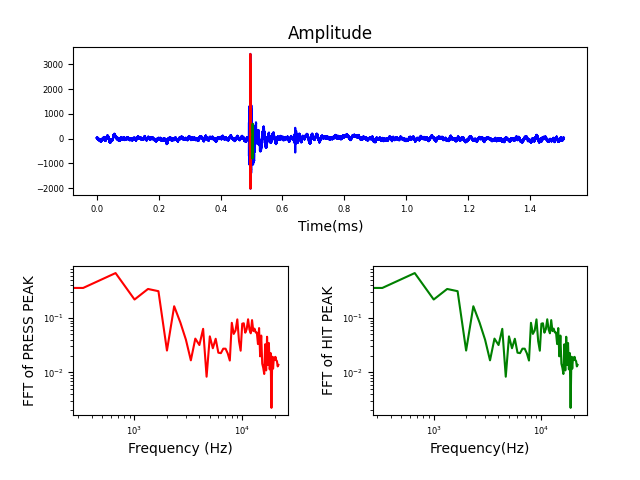 Amplitude
3000
2000
1000
0
−1000
−2000
0.0 0.2 0.4 0.6 0.8 1.0 1.2 1.4
Time(ms)
FFT of PRESS PEAK
10⁻¹
10⁻²
10³ 10⁴
Frequency (Hz)
FFT of HIT PEAK
10⁻¹
10⁻²
10³ 10⁴
Frequency(Hz)